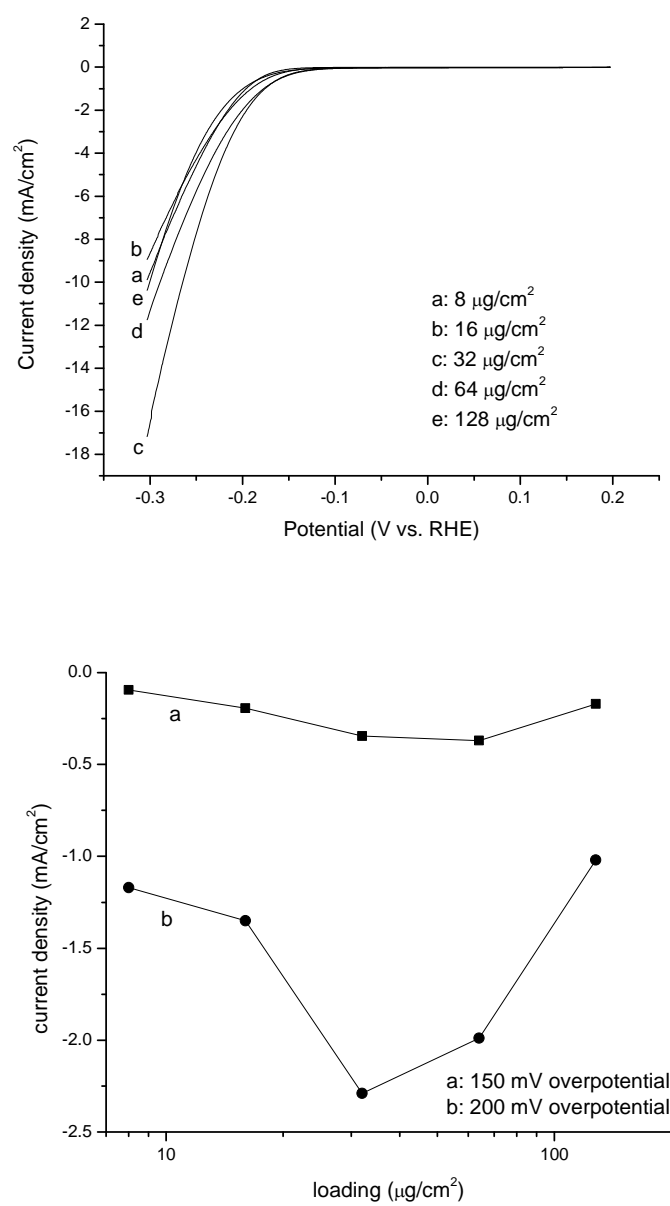 2
0
-2
-4
-6
-8
-10
-12
-14
-16
-18
Current density (mA/cm²)
b
a
e
d
c
a: 8 μg/cm²
b: 16 μg/cm²
c: 32 μg/cm²
d: 64 μg/cm²
e: 128 μg/cm²
-0.3 -0.2 -0.1 0.0 0.1 0.2
Potential (V vs. RHE)
0.0
-0.5
-1.0
-1.5
-2.0
-2.5
current density (mA/cm²)
a
b
a: 150 mV overpotential
b: 200 mV overpotential
10 100
loading (μg/cm²)